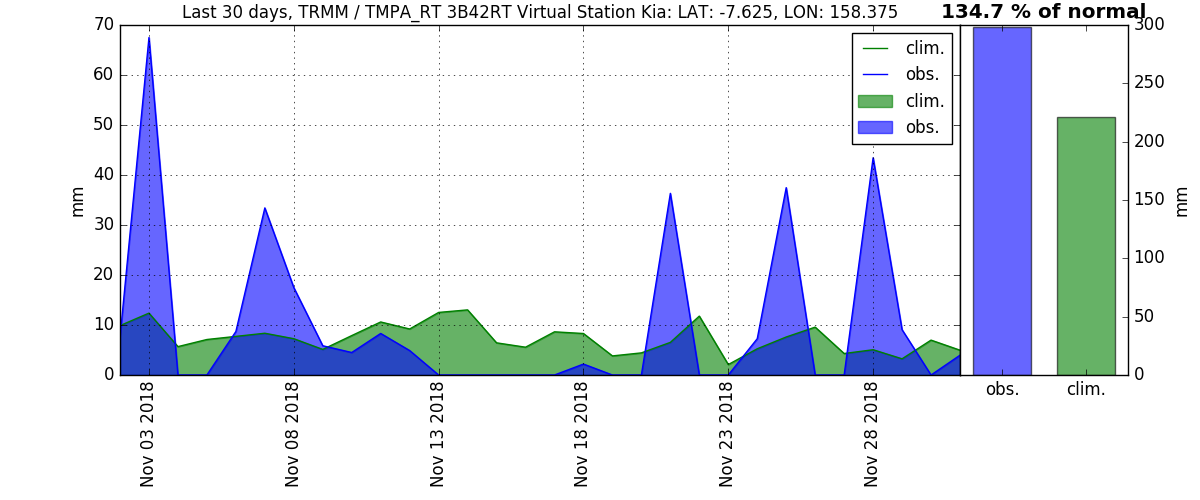 Last 30 days, TRMM / TMPA_RT 3B42RT Virtual Station Kia: LAT: -7.625, LON: 158.375
134.7 % of normal
70
60
50
40
30
20
10
0
mm
clim.
obs.
clim.
obs.
Nov 03 2018
Nov 08 2018
Nov 13 2018
Nov 18 2018
Nov 23 2018
Nov 28 2018
300
250
200
150
100
50
0
mm
obs.
clim.